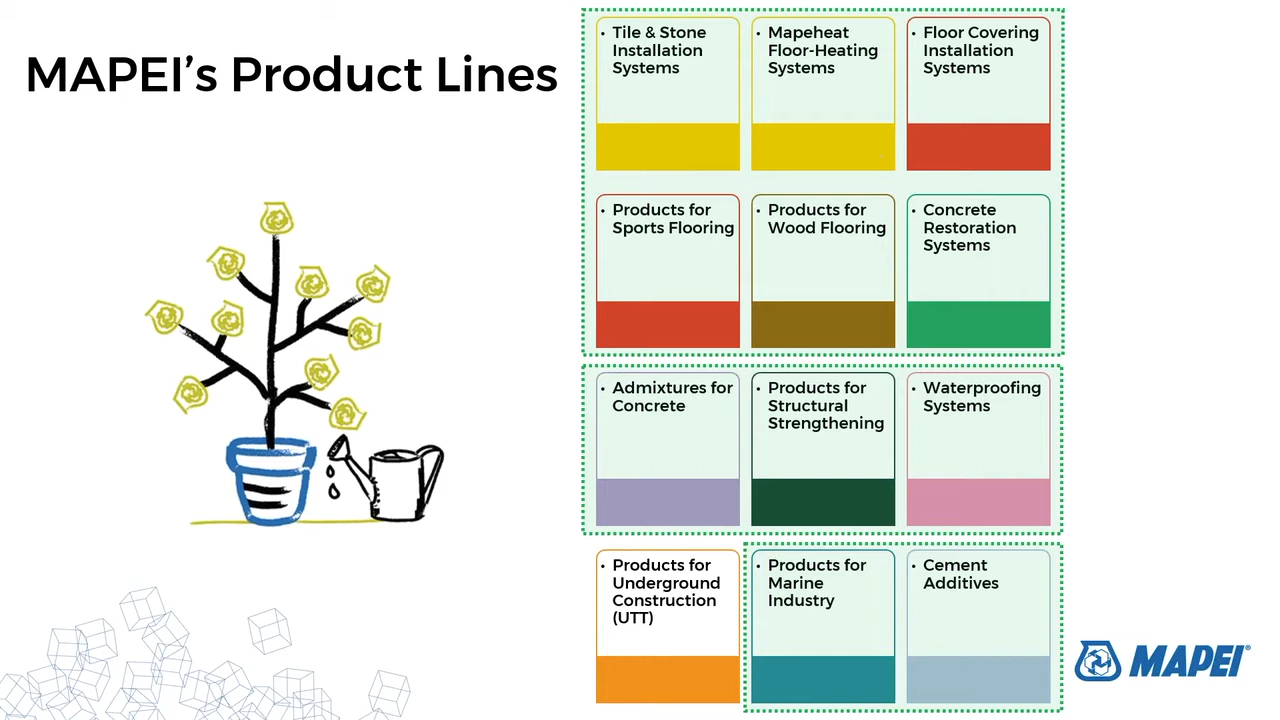 MAPEI’s Product Lines
• Tile & Stone
Installation
Systems
• Mapeheat
Floor-Heating
Systems
• Floor Covering
Installation
Systems
• Products for
Sports Flooring
• Products for
Wood Flooring
• Concrete
Restoration
Systems
• Admixtures for
Concrete
• Products for
Structural
Strengthening
• Waterproofing
Systems
• Products for
Underground
Construction
(UTT)
• Products for
Marine
Industry
• Cement
Additives
MAPEI®